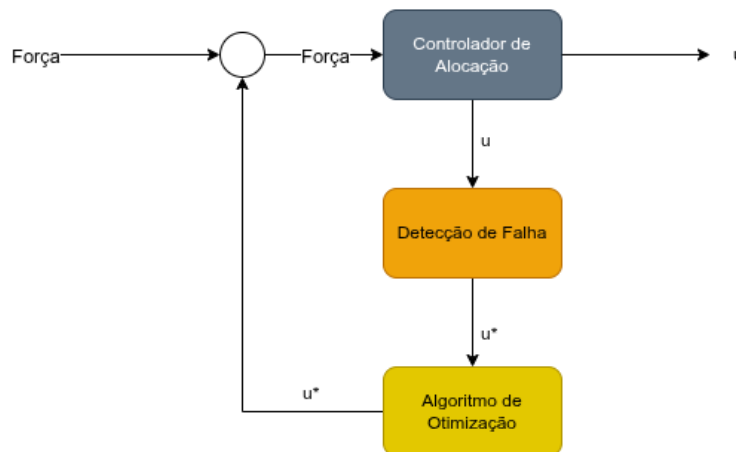 Força
Força
Controlador de
Alocação
u
Detecção de Falha
u*
u*
Algoritmo de
Otimização